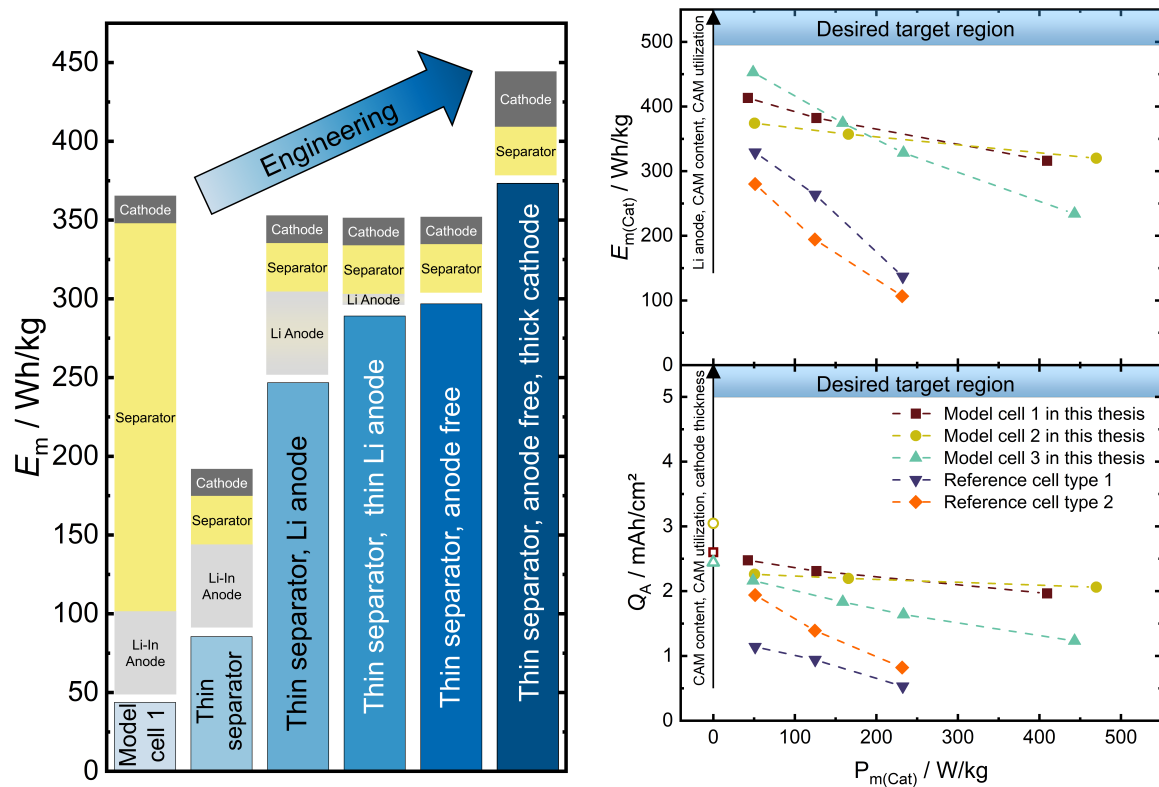 E_m / Wh/kg
450
400
350
300
250
200
150
100
50
0
Engineering
Cathode
Separator
Li-In
Anode
Model
cell 1
Cathode
Separator
Li-In
Anode
Thin
separator
Cathode
Separator
Li Anode
Thin separator, Li anode
Cathode
Separator
Li Anode
Thin separator, thin Li anode
Cathode
Separator
Thin separator, anode free
Cathode
Separator
Thin separator, anode free, thick cathode
E_m(Cat) / Wh/kg
500
400
300
200
100
0
Desired target region
Li anode, CAM content, CAM utilization
Q_A / mAh/cm²
5
4
3
2
1
0
Desired target region
CAM content, CAM utilization, cathode thickness
Model cell 1 in this thesis
Model cell 2 in this thesis
Model cell 3 in this thesis
Reference cell type 1
Reference cell type 2
0 100 200 300 400 500
P_m(Cat) / W/kg